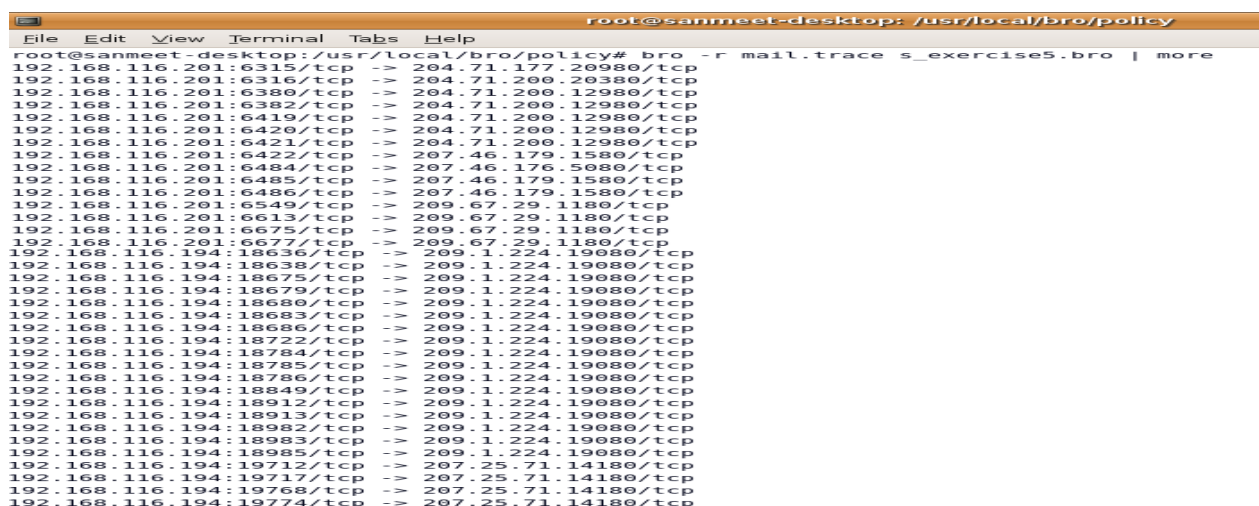 root@sanmeet-desktop: /usr/local/bro/policy
File Edit View Terminal Tabs Help
root@sanmeet-desktop:/usr/local/bro/policy# bro -r mail.trace s_exercise5.bro | more
192.168.116.201:6315/tcp -> 204.71.177.20980/tcp
192.168.116.201:6316/tcp -> 204.71.200.20380/tcp
192.168.116.201:6380/tcp -> 204.71.200.12980/tcp
192.168.116.201:6382/tcp -> 204.71.200.12980/tcp
192.168.116.201:6419/tcp -> 204.71.200.12980/tcp
192.168.116.201:6420/tcp -> 204.71.200.12980/tcp
192.168.116.201:6421/tcp -> 204.71.200.12980/tcp
192.168.116.201:6422/tcp -> 207.46.179.1580/tcp
192.168.116.201:6484/tcp -> 207.46.176.5080/tcp
192.168.116.201:6485/tcp -> 207.46.179.1580/tcp
192.168.116.201:6486/tcp -> 207.46.179.1580/tcp
192.168.116.201:6549/tcp -> 209.67.29.1180/tcp
192.168.116.201:6613/tcp -> 209.67.29.1180/tcp
192.168.116.201:6675/tcp -> 209.67.29.1180/tcp
192.168.116.201:6677/tcp -> 209.67.29.1180/tcp
192.168.116.194:18636/tcp -> 209.1.224.19080/tcp
192.168.116.194:18638/tcp -> 209.1.224.19080/tcp
192.168.116.194:18675/tcp -> 209.1.224.19080/tcp
192.168.116.194:18679/tcp -> 209.1.224.19080/tcp
192.168.116.194:18680/tcp -> 209.1.224.19080/tcp
192.168.116.194:18683/tcp -> 209.1.224.19080/tcp
192.168.116.194:18686/tcp -> 209.1.224.19080/tcp
192.168.116.194:18722/tcp -> 209.1.224.19080/tcp
192.168.116.194:18784/tcp -> 209.1.224.19080/tcp
192.168.116.194:18785/tcp -> 209.1.224.19080/tcp
192.168.116.194:18786/tcp -> 209.1.224.19080/tcp
192.168.116.194:18849/tcp -> 209.1.224.19080/tcp
192.168.116.194:18912/tcp -> 209.1.224.19080/tcp
192.168.116.194:18913/tcp -> 209.1.224.19080/tcp
192.168.116.194:18982/tcp -> 209.1.224.19080/tcp
192.168.116.194:18983/tcp -> 209.1.224.19080/tcp
192.168.116.194:18985/tcp -> 209.1.224.19080/tcp
192.168.116.194:19712/tcp -> 207.25.71.14180/tcp
192.168.116.194:19717/tcp -> 207.25.71.14180/tcp
192.168.116.194:19768/tcp -> 207.25.71.14180/tcp
192.168.116.194:19774/tcp -> 207.25.71.14180/tcp